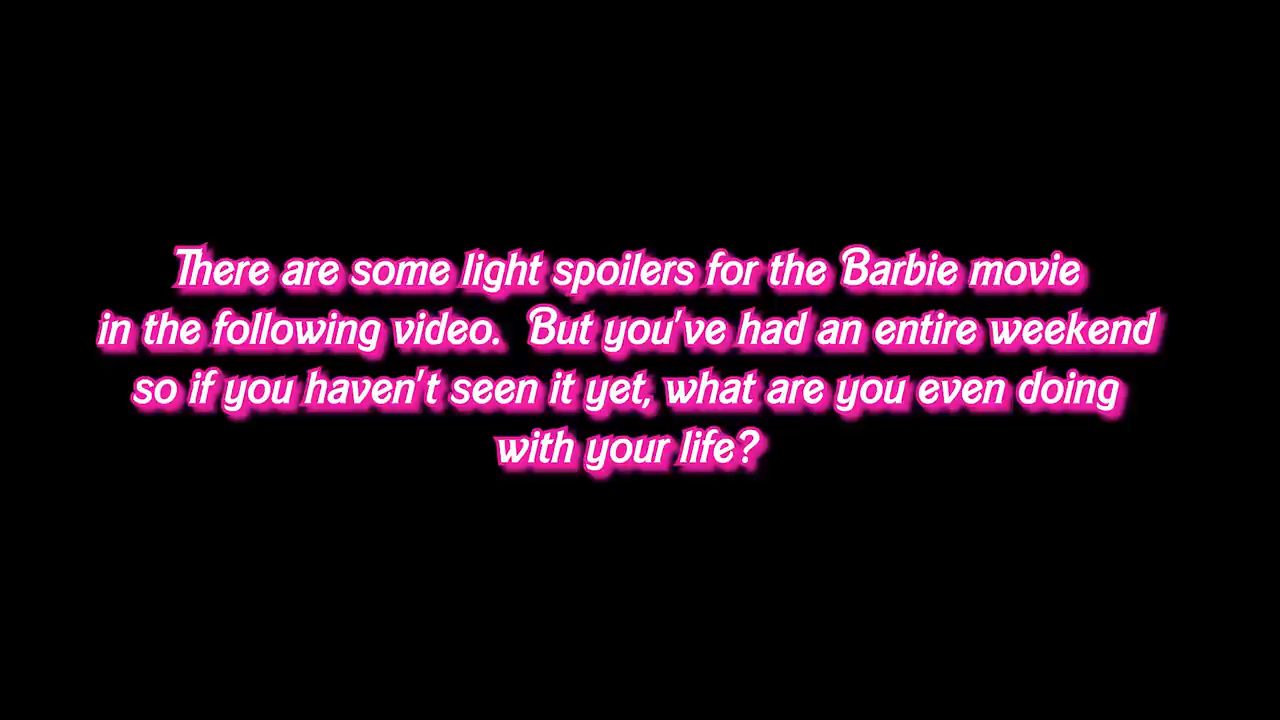 There are some light spoilers for the Barbie movie
in the following video.  But you've had an entire weekend
so if you haven't seen it yet, what are you even doing
with your life?